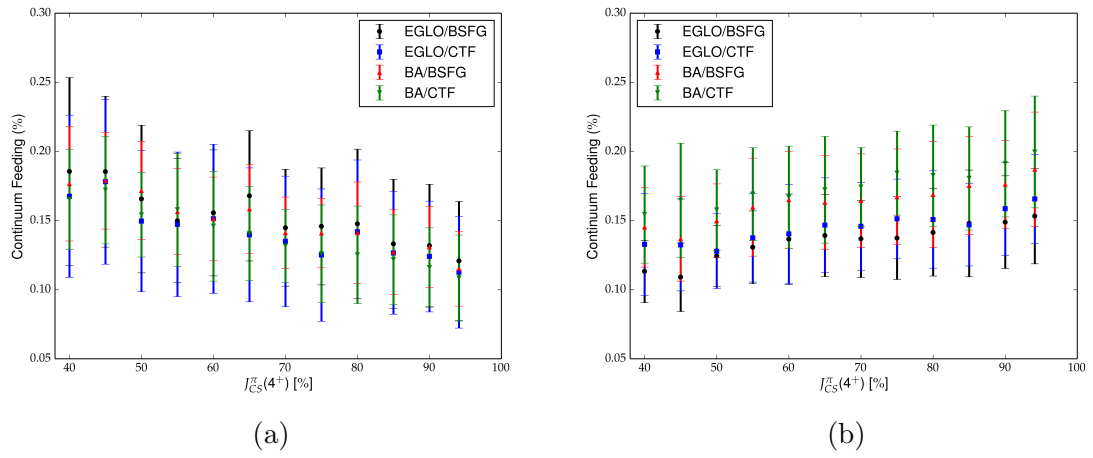 0.30
0.25
0.20
0.15
0.10
0.05
Continuum Feeding (%)
EGLO/BSFG
EGLO/CTF
BA/BSFG
BA/CTF
40 50 60 70 80 90 100
J^π_CS(4⁺) [%]
(a)
0.30
0.25
0.20
0.15
0.10
0.05
Continuum Feeding (%)
EGLO/BSFG
EGLO/CTF
BA/BSFG
BA/CTF
40 50 60 70 80 90 100
J^π_CS(4⁺) [%]
(b)